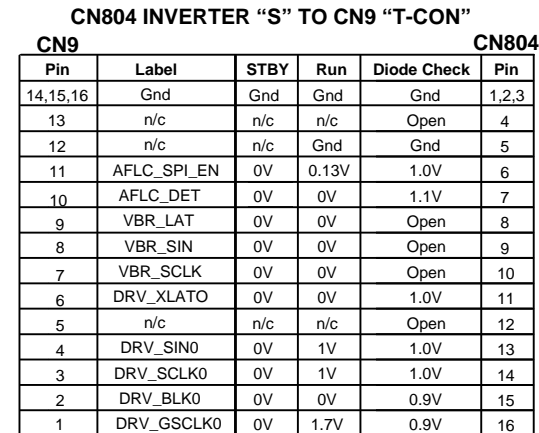 CN804 INVERTER “S” TO CN9 “T-CON”
CN9 CN804
Pin Label STBY Run Diode Check Pin
14,15,16 Gnd Gnd Gnd Gnd 1,2,3
13 n/c n/c n/c Open 4
12 n/c n/c Gnd Gnd 5
11 AFLC_SPI_EN 0V 0.13V 1.0V 6
10 AFLC_DET 0V 0V 1.1V 7
9 VBR_LAT 0V 0V Open 8
8 VBR_SIN 0V 0V Open 9
7 VBR_SCLK 0V 0V Open 10
6 DRV_XLATO 0V 0V 1.0V 11
5 n/c n/c n/c Open 12
4 DRV_SIN0 0V 1V 1.0V 13
3 DRV_SCLK0 0V 1V 1.0V 14
2 DRV_BLK0 0V 0V 0.9V 15
1 DRV_GSCLK0 0V 1.7V 0.9V 16